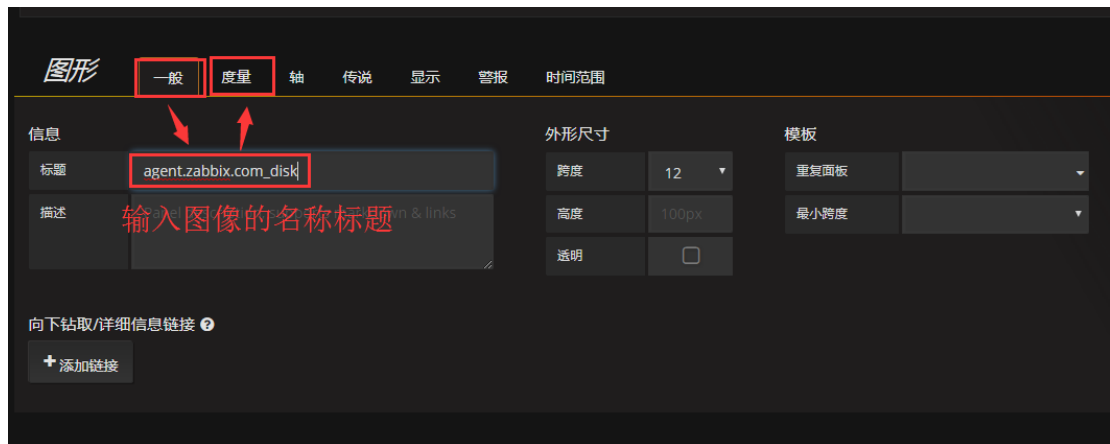 图形 一般 度量 轴 传说 显示 警报 时间范围
信息 外形尺寸 模板
标题 agent.zabbix.com_disk 跨度 12 重复面板
描述 输入图像的名称标题 & links 高度 100px 最小跨度
透明
向下钻取/详细信息链接
添加链接